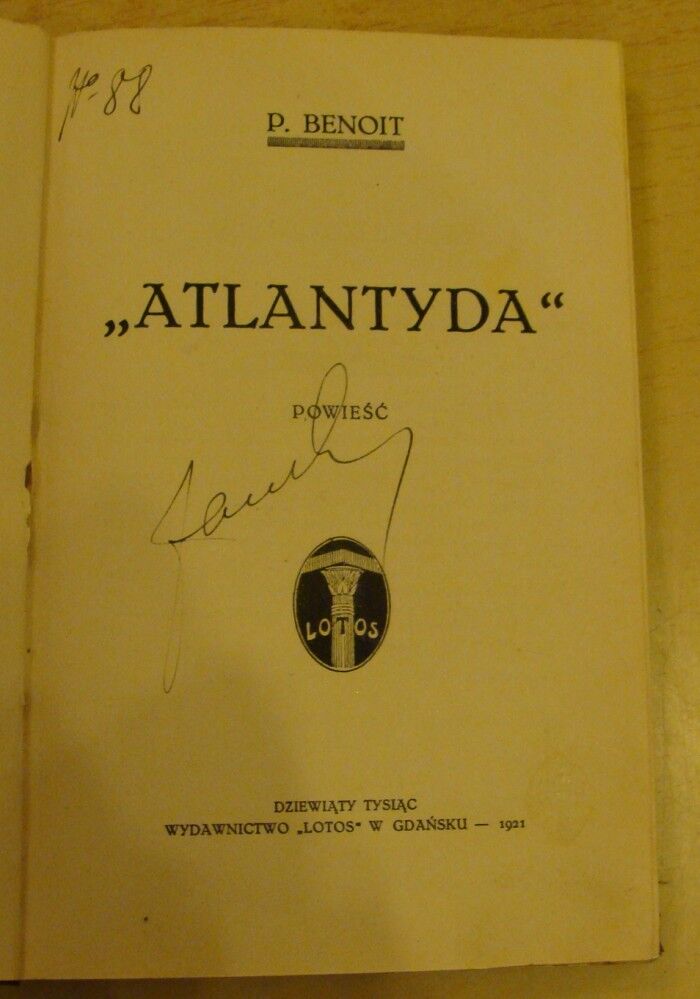 № 88
P. BENOIT
„ATLANTYDA“
POWIEŚĆ
LOTOS
DZIEWIĄTY TYSIĄC
WYDAWNICTWO „LOTOS“ W GDAŃSKU — 1921